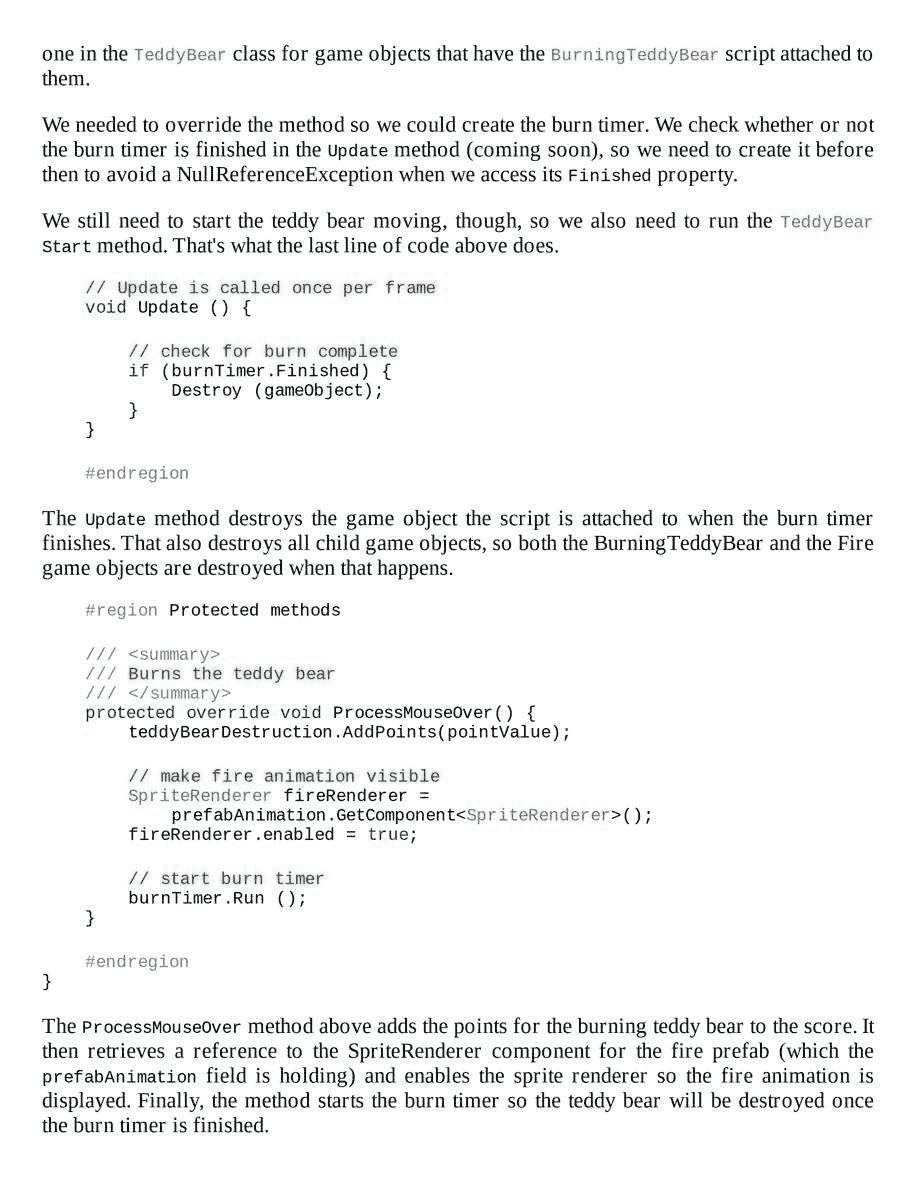 one in the TeddyBear class for game objects that have the BurningTeddyBear script attached to
them.
We needed to override the method so we could create the burn timer. We check whether or not
the burn timer is finished in the Update method (coming soon), so we need to create it before
then to avoid a NullReferenceException when we access its Finished property.
We still need to start the teddy bear moving, though, so we also need to run the TeddyBear
Start method. That's what the last line of code above does.
// Update is called once per frame
void Update () {
// check for burn complete
if (burnTimer.Finished) {
Destroy (gameObject);
}
}
#endregion
The Update method destroys the game object the script is attached to when the burn timer
finishes. That also destroys all child game objects, so both the BurningTeddyBear and the Fire
game objects are destroyed when that happens.
#region Protected methods
/// <summary>
/// Burns the teddy bear
/// </summary>
protected override void ProcessMouseOver() {
teddyBearDestruction.AddPoints(pointValue);
// make fire animation visible
SpriteRenderer fireRenderer =
prefabAnimation.GetComponent<SpriteRenderer>();
fireRenderer.enabled = true;
// start burn timer
burnTimer.Run ();
}
#endregion
}
The ProcessMouseOver method above adds the points for the burning teddy bear to the score. It
then retrieves a reference to the SpriteRenderer component for the fire prefab (which the
prefabAnimation field is holding) and enables the sprite renderer so the fire animation is
displayed. Finally, the method starts the burn timer so the teddy bear will be destroyed once
the burn timer is finished.